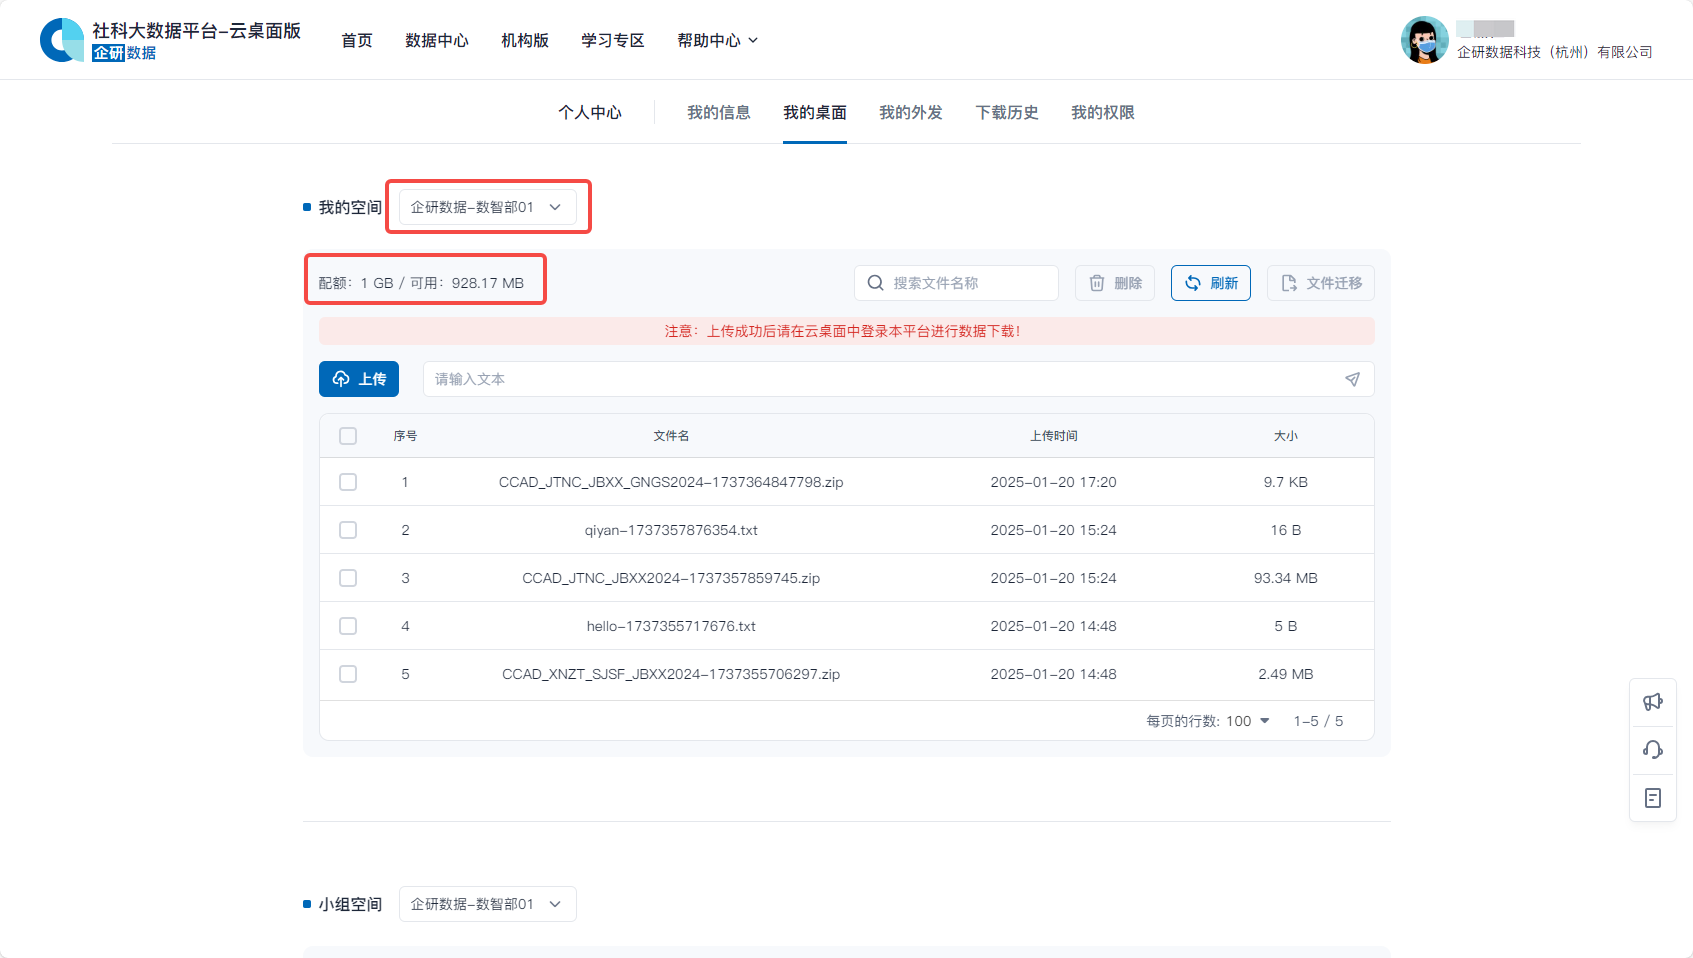 社科大数据平台-云桌面版
企研数据
首页 数据中心 机构版 学习专区 帮助中心
企研数据科技（杭州）有限公司
个人中心 我的信息 我的桌面 我的外发 下载历史 我的权限
我的空间 企研数据-数智部01
配额：1 GB / 可用：928.17 MB 搜索文件名称 删除 刷新 文件迁移
注意：上传成功后请在云桌面中登录本平台进行数据下载！
上传 请输入文本
序号 文件名 上传时间 大小
1 CCAD_JTNC_JBXX_GNGS2024-1737364847798.zip 2025-01-20 17:20 9.7 KB
2 qiyan-1737357876354.txt 2025-01-20 15:24 16 B
3 CCAD_JTNC_JBXX2024-1737357859745.zip 2025-01-20 15:24 93.34 MB
4 hello-1737355717676.txt 2025-01-20 14:48 5 B
5 CCAD_XNZT_SJSF_JBXX2024-1737355706297.zip 2025-01-20 14:48 2.49 MB
每页的行数: 100 1-5 / 5
小组空间 企研数据-数智部01